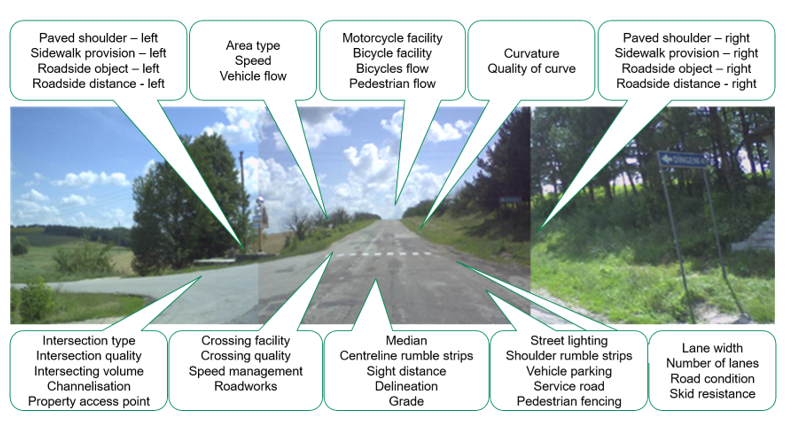 Paved shoulder – left
Sidewalk provision – left
Roadside object – left
Roadside distance - left
Area type
Speed
Vehicle flow
Motorcycle facility
Bicycle facility
Bicycles flow
Pedestrian flow
Curvature
Quality of curve
Paved shoulder – right
Sidewalk provision – right
Roadside object – right
Roadside distance - right
Intersection type
Intersection quality
Intersecting volume
Channelisation
Property access point
Crossing facility
Crossing quality
Speed management
Roadworks
Median
Centreline rumble strips
Sight distance
Delineation
Grade
Street lighting
Shoulder rumble strips
Vehicle parking
Service road
Pedestrian fencing
Lane width
Number of lanes
Road condition
Skid resistance